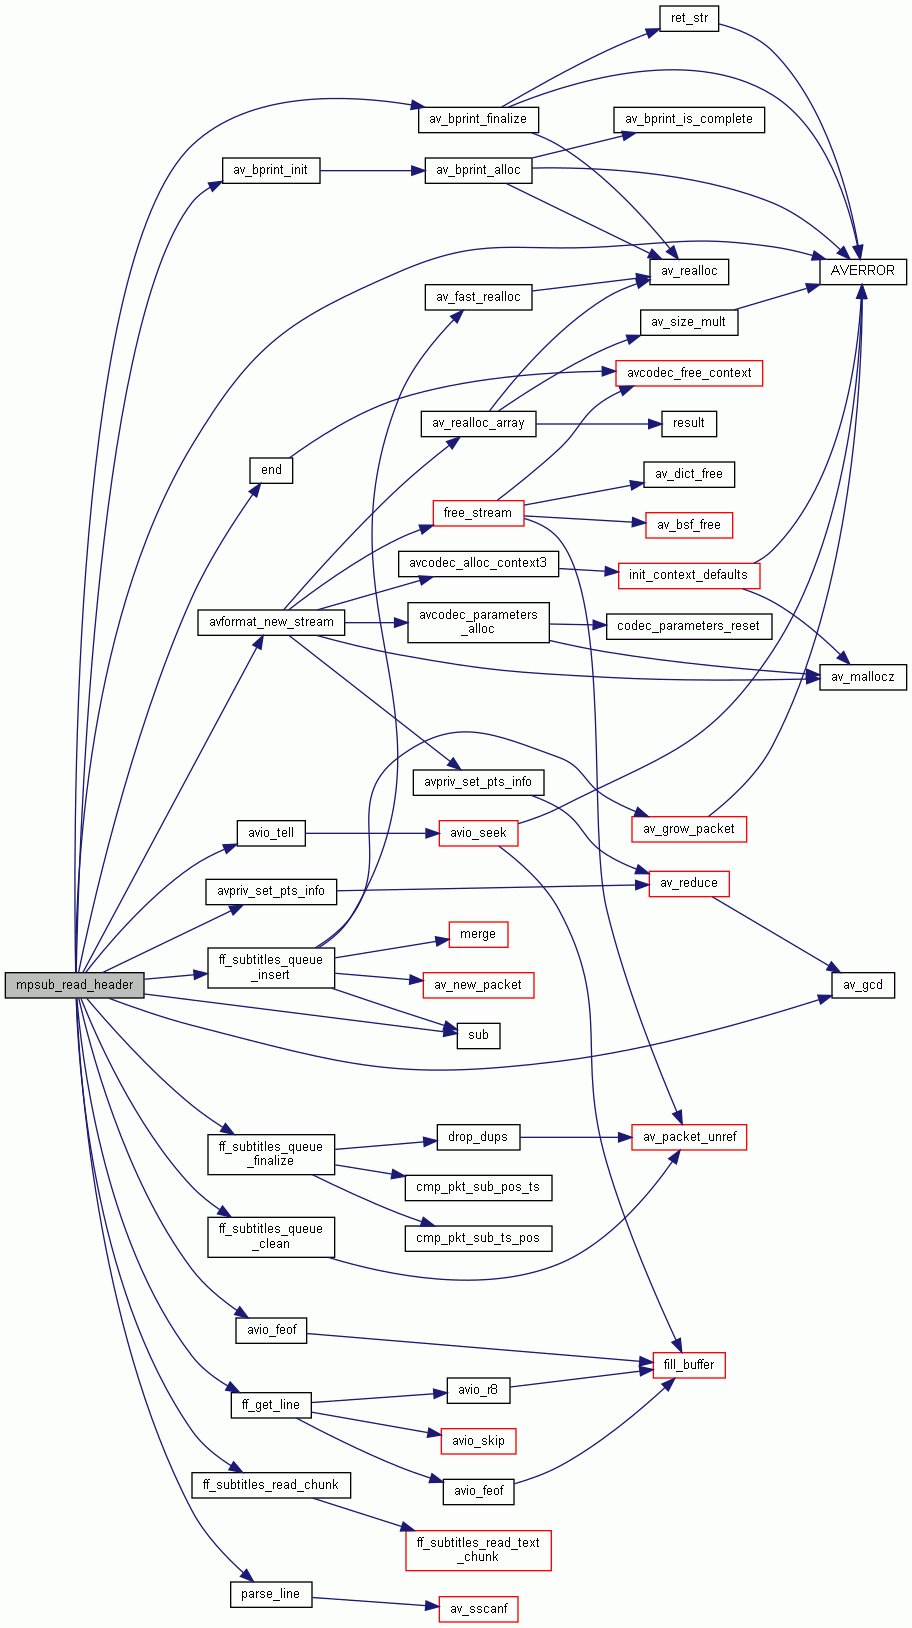 ret_str
av_bprint_finalize
av_bprint_is_complete
av_bprint_init
av_bprint_alloc
av_realloc
AVERROR
av_fast_realloc
av_size_mult
avcodec_free_context
av_realloc_array
result
end
av_dict_free
free_stream
av_bsf_free
avcodec_alloc_context3
init_context_defaults
avformat_new_stream
avcodec_parameters
_alloc
codec_parameters_reset
av_mallocz
avpriv_set_pts_info
avio_tell
avio_seek
av_grow_packet
avpriv_set_pts_info
av_reduce
merge
ff_subtitles_queue
_insert
mpsub_read_header
av_new_packet
av_gcd
sub
ff_subtitles_queue
_finalize
drop_dups
av_packet_unref
cmp_pkt_sub_pos_ts
ff_subtitles_queue
_clean
cmp_pkt_sub_ts_pos
avio_feof
fill_buffer
ff_get_line
avio_r8
avio_skip
ff_subtitles_read_chunk
avio_feof
ff_subtitles_read_text
_chunk
parse_line
av_sscanf